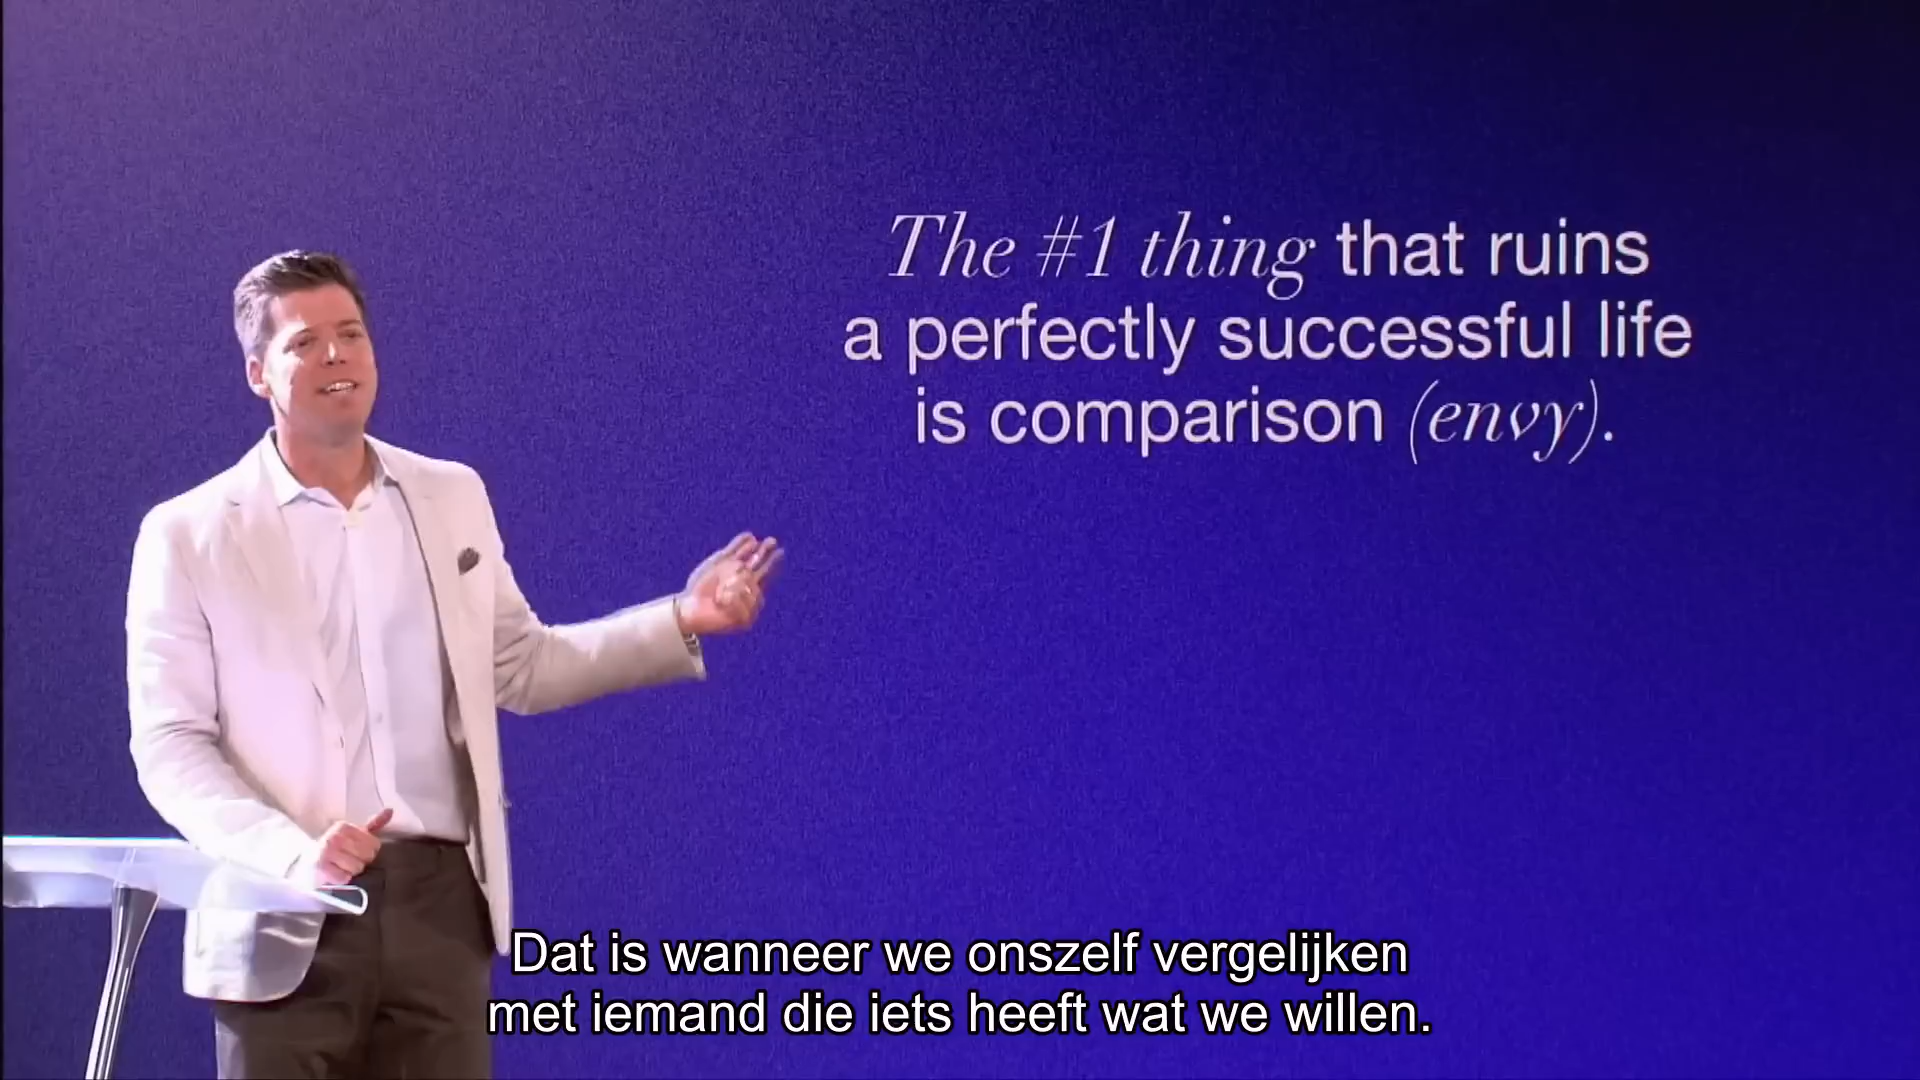 The #1 thing that ruins
a perfectly successful life
is comparison (envy).
Dat is wanneer we onszelf vergelijken
met iemand die iets heeft wat we willen.